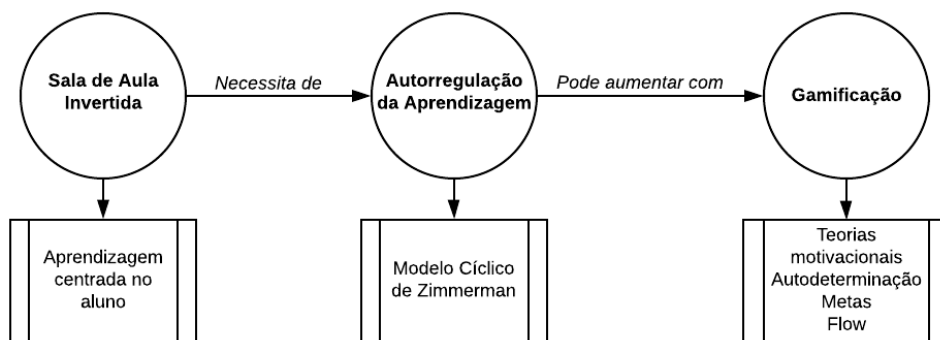 Sala de Aula
Invertida
Necessita de
Autorregulação
da Aprendizagem
Pode aumentar com
Gamificação
Aprendizagem
centrada no
aluno
Modelo Cíclico
de Zimmerman
Teorias
motivacionais
Autodeterminação
Metas
Flow